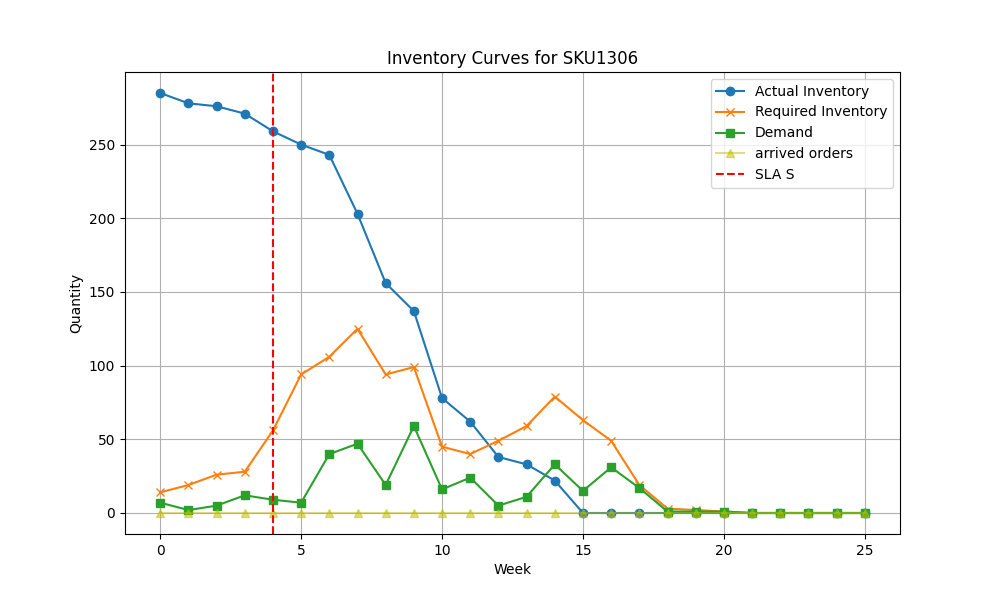 Inventory Curves for SKU1306
Actual Inventory
Required Inventory
Demand
arrived orders
SLA S
Quantity
250
200
150
100
50
0
0 5 10 15 20 25
Week